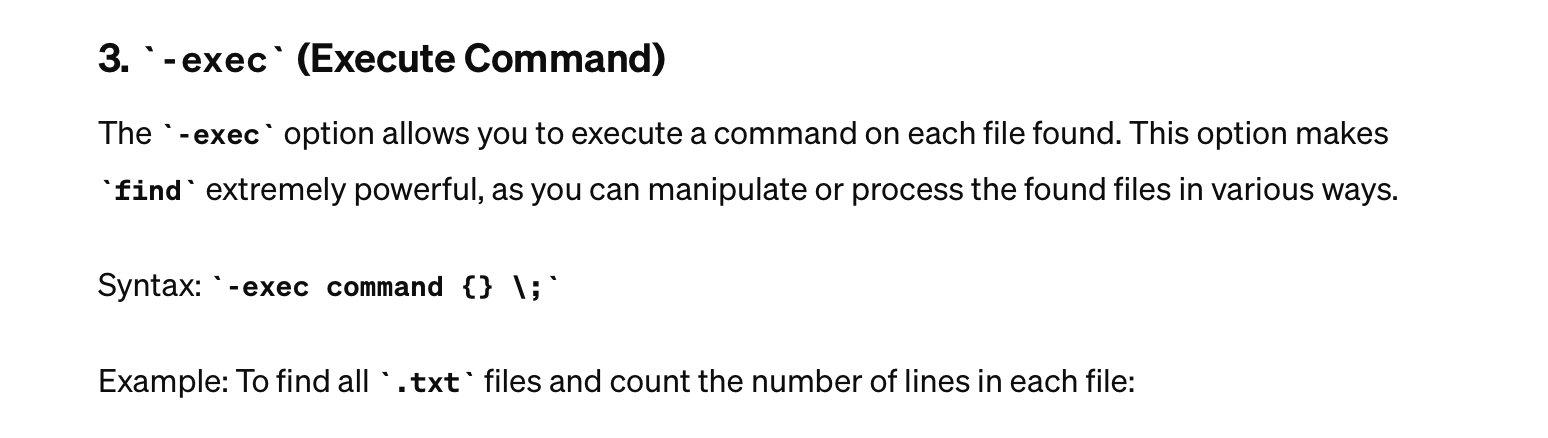 3. `-exec` (Execute Command)
The `-exec` option allows you to execute a command on each file found. This option makes
`find` extremely powerful, as you can manipulate or process the found files in various ways.
Syntax: `-exec command {} \;`
Example: To find all `.txt` files and count the number of lines in each file: